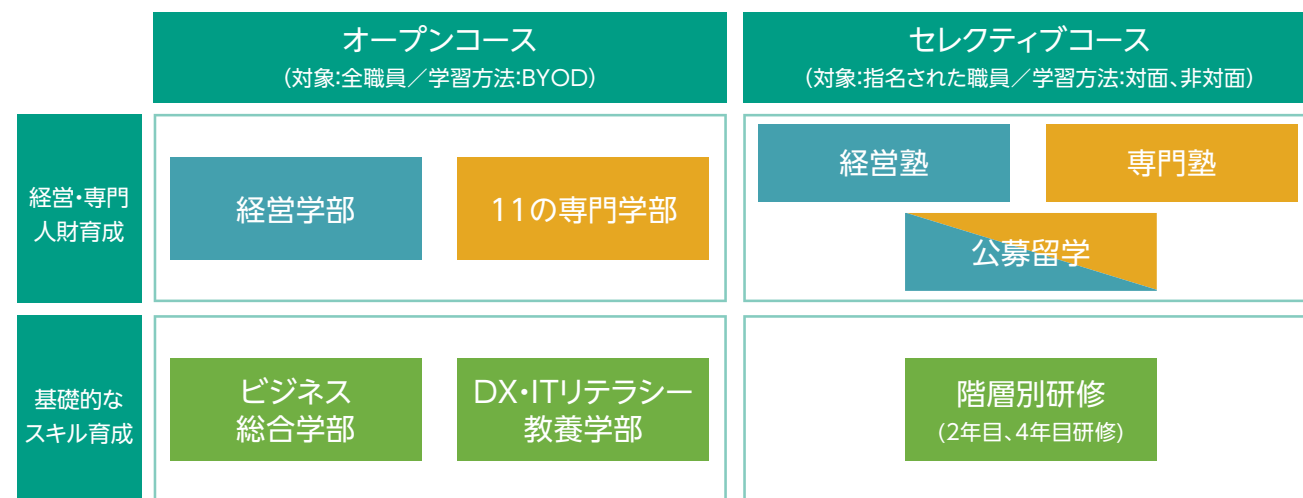 オープンコース
(対象:全職員／学習方法:BYOD)
セレクティブコース
(対象:指名された職員／学習方法:対面、非対面)
経営・専門
人財育成
経営学部
11の専門学部
経営塾
専門塾
公募留学
基礎的な
スキル育成
ビジネス
総合学部
DX・ITリテラシー
教養学部
階層別研修
(2年目、4年目研修)